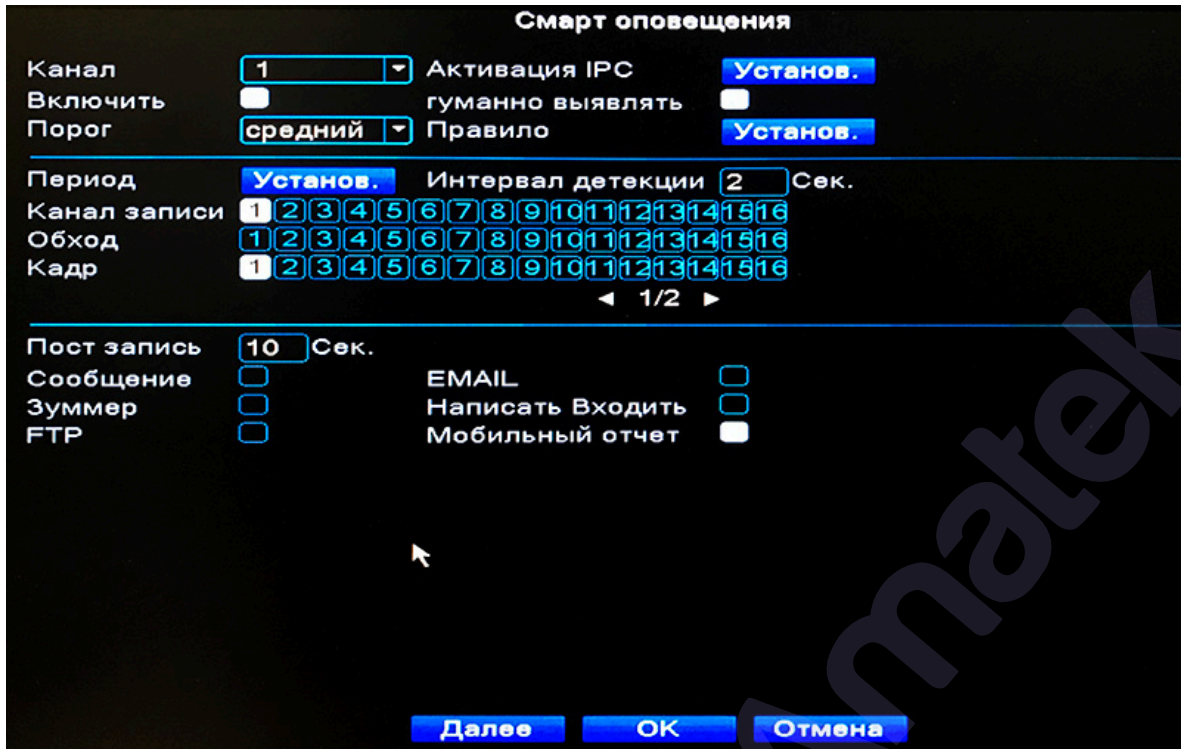 Смарт оповещения
Канал 1 Активация IPC Установ.
Включить гуманно выявлять
Порог средний Правило Установ.
Период Установ. Интервал детекции 2 Сек.
Канал записи 1 2 3 4 5 6 7 8 9 10 11 12 13 14 15 16
Обход 1 2 3 4 5 6 7 8 9 10 11 12 13 14 15 16
Кадр 1 2 3 4 5 6 7 8 9 10 11 12 13 14 15 16
◄ 1/2 ►
Пост запись 10 Сек.
Сообщение EMAIL
Зуммер Написать Входить
FTP Мобильный отчет
Далее OK Отмена
Amatek